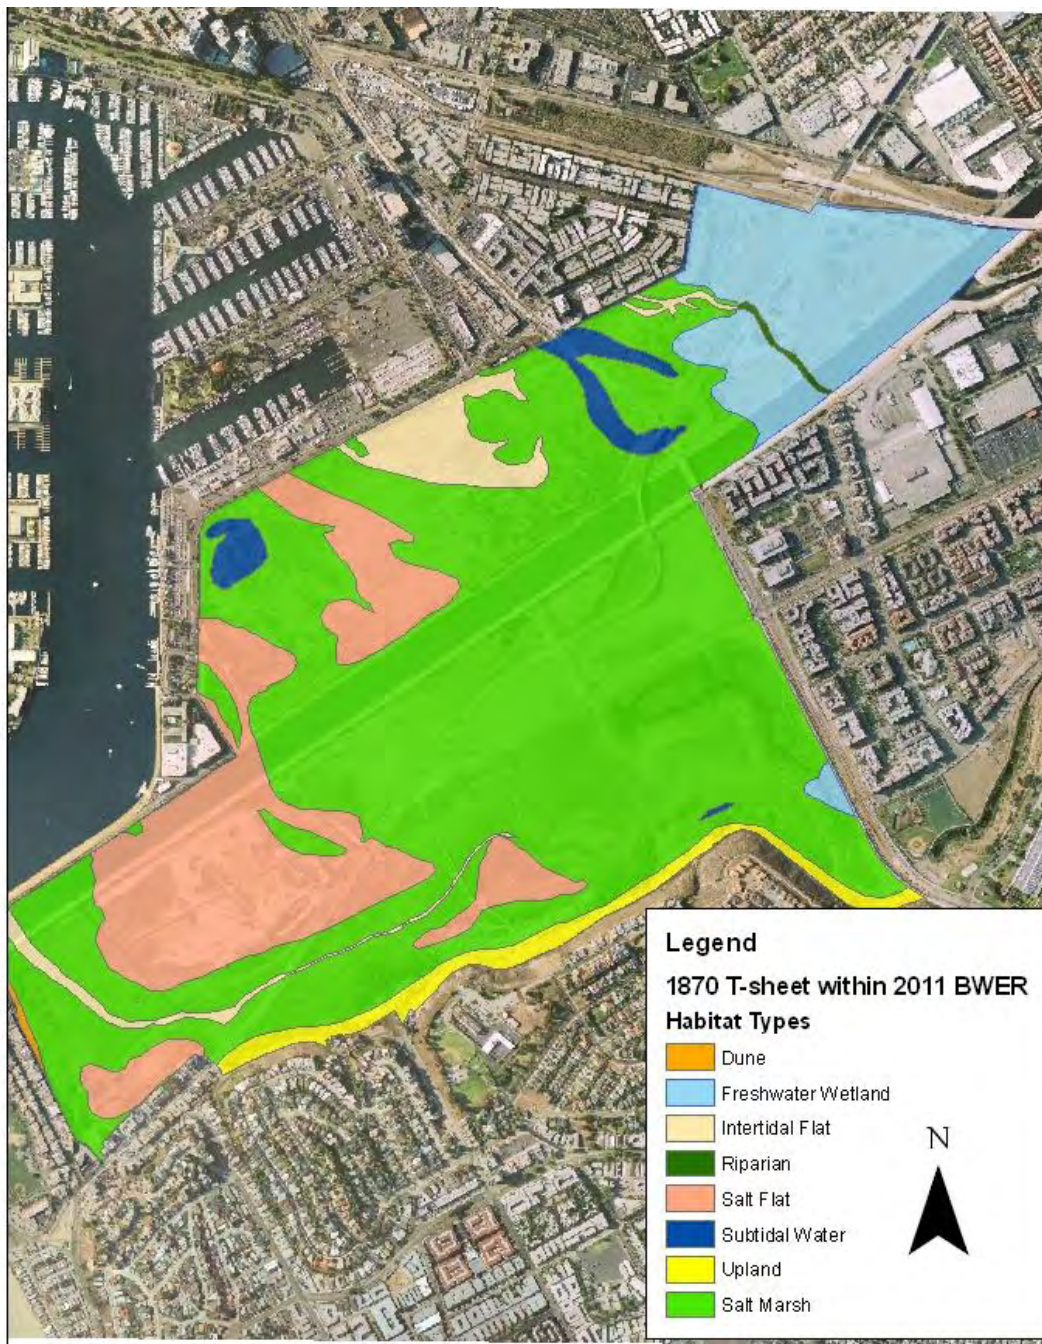 Legend
1870 T-sheet within 2011 BWER
Habitat Types
Dune
Freshwater Wetland
Intertidal Flat
Riparian
Salt Flat
Subtidal Water
Upland
Salt Marsh
N